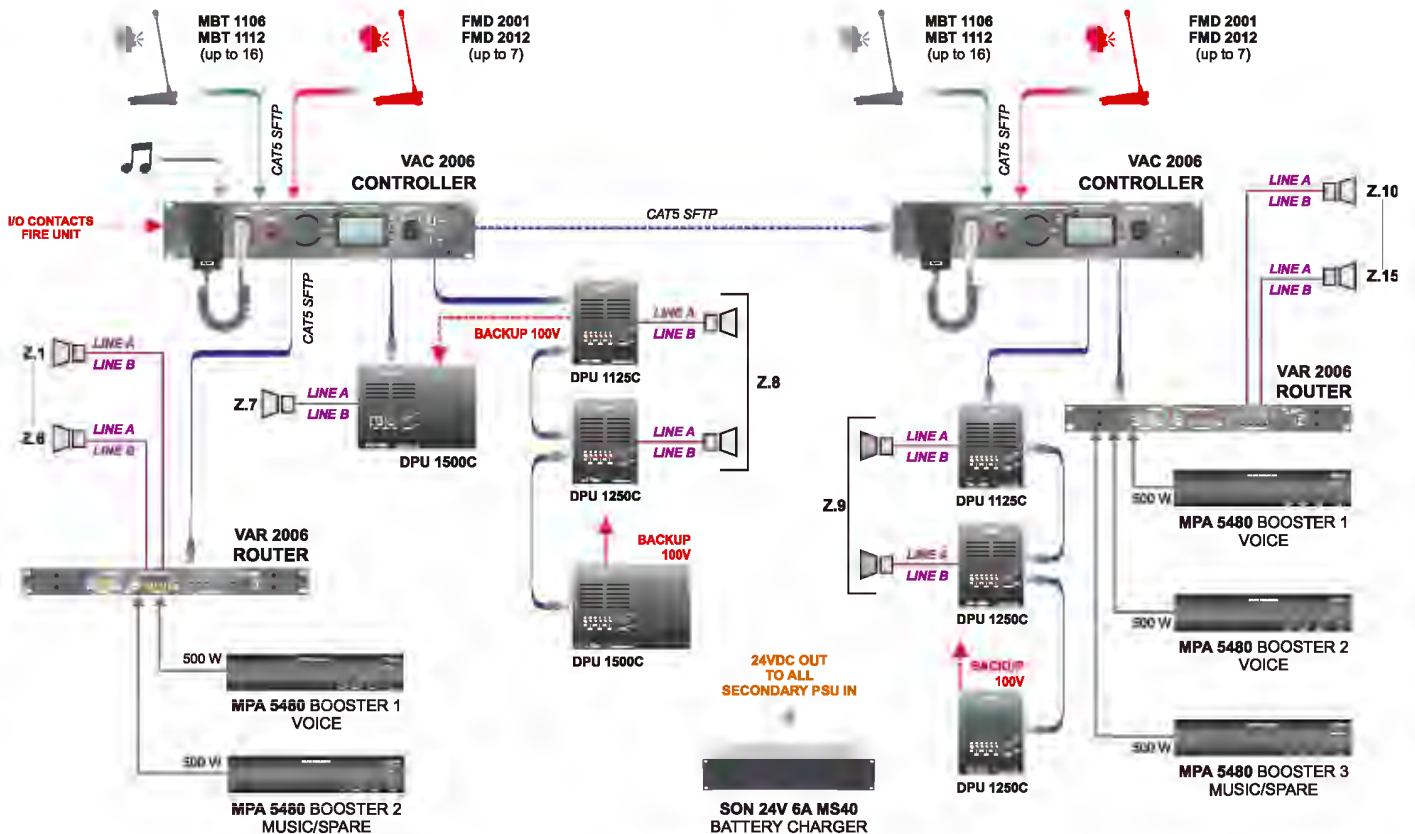 MBT 1106
MBT 1112
(up to 16)
FMD 2001
FMD 2012
(up to 7)
MBT 1106
MBT 1112
(up to 16)
FMD 2001
FMD 2012
(up to 7)
CAT5 SFTP
CAT5 SFTP
VAC 2006
CONTROLLER
VAC 2006
CONTROLLER
I/O CONTACTS
FIRE UNIT
CAT5 SFTP
LINE A
LINE B
Z.10
LINE A
LINE B
Z.15
CAT5 SFTP
BACKUP 100V
LINE A
LINE B
DPU 1125C
Z.8
Z.1
LINE A
LINE B
Z.7
LINE A
LINE B
DPU 1500C
Z.6
LINE A
LINE B
LINE A
LINE B
DPU 1250C
VAR 2006
ROUTER
LINE A
LINE B
DPU 1125C
Z.9
500 W
MPA 5480 BOOSTER 1
VOICE
VAR 2006
ROUTER
BACKUP
100V
DPU 1500C
LINE A
LINE B
DPU 1250C
500 W
MPA 5480 BOOSTER 2
VOICE
500 W
MPA 5480 BOOSTER 1
VOICE
24VDC OUT
TO ALL
SECONDARY PSU IN
BACKUP
100V
DPU 1250C
500 W
MPA 5480 BOOSTER 3
MUSIC/SPARE
500 W
MPA 5480 BOOSTER 2
MUSIC/SPARE
SON 24V 6A MS40
BATTERY CHARGER